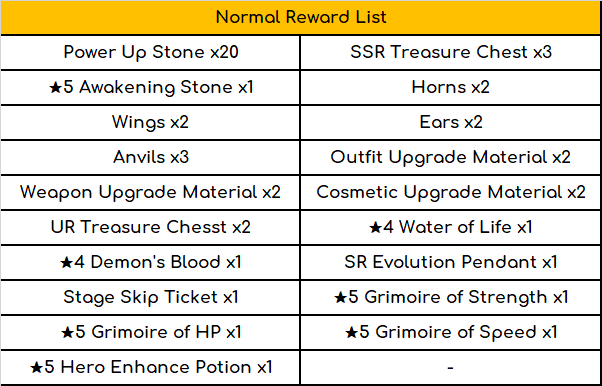 Normal Reward List
Power Up Stone x20 SSR Treasure Chest x3
★5 Awakening Stone x1 Horns x2
Wings x2 Ears x2
Anvils x3 Outfit Upgrade Material x2
Weapon Upgrade Material x2 Cosmetic Upgrade Material x2
UR Treasure Chesst x2 ★4 Water of Life x1
★4 Demon's Blood x1 SR Evolution Pendant x1
Stage Skip Ticket x1 ★5 Grimoire of Strength x1
★5 Grimoire of HP x1 ★5 Grimoire of Speed x1
★5 Hero Enhance Potion x1 -